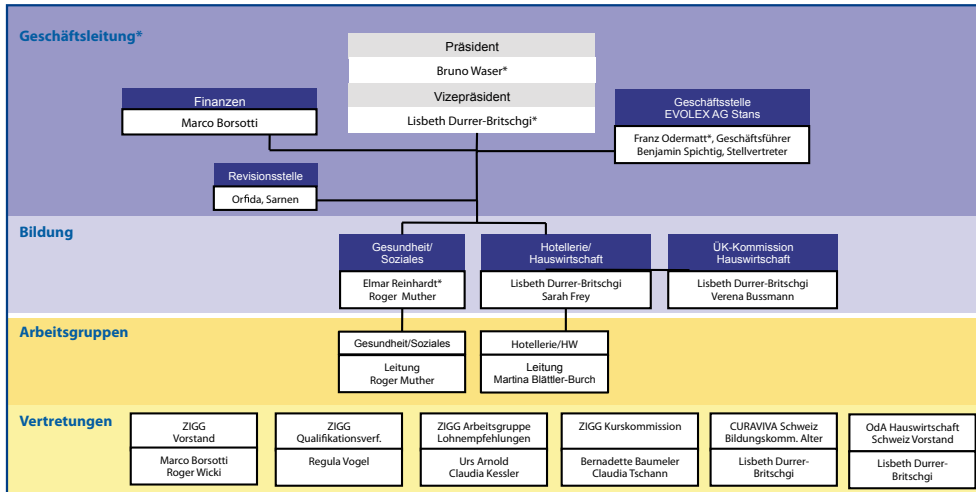 Geschäftsleitung*
Präsident
Bruno Waser*
Vizepräsident
Lisbeth Durrer-Britschgi*
Finanzen
Marco Borsotti
Geschäftsstelle
EVOLEX AG Stans
Franz Odermatt*, Geschäftsführer
Benjamin Spichtig, Stellvertreter
Revisionsstelle
Orfida, Sarnen
Bildung
Gesundheit/
Soziales
Elmar Reinhardt*
Roger Muther
Hotellerie/
Hauswirtschaft
Lisbeth Durrer-Britschgi
Sarah Frey
ÜK-Kommission
Hauswirtschaft
Lisbeth Durrer-Britschgi
Verena Bussmann
Arbeitsgruppen
Gesundheit/Soziales
Leitung
Roger Muther
Hotellerie/HW
Leitung
Martina Blättler-Burch
Vertretungen
ZIGG
Vorstand
Marco Borsotti
Roger Wicki
ZIGG
Qualifikationsverf.
Regula Vogel
ZIGG Arbeitsgruppe
Lohnempfehlungen
Urs Arnold
Claudia Kessler
ZIGG Kurskommission
Bernadette Baumeler
Claudia Tschann
CURAVIVA Schweiz
Bildungskomm. Alter
Lisbeth Durrer-
Britschgi
OdA Hauswirtschaft
Schweiz Vorstand
Lisbeth Durrer-
Britschgi